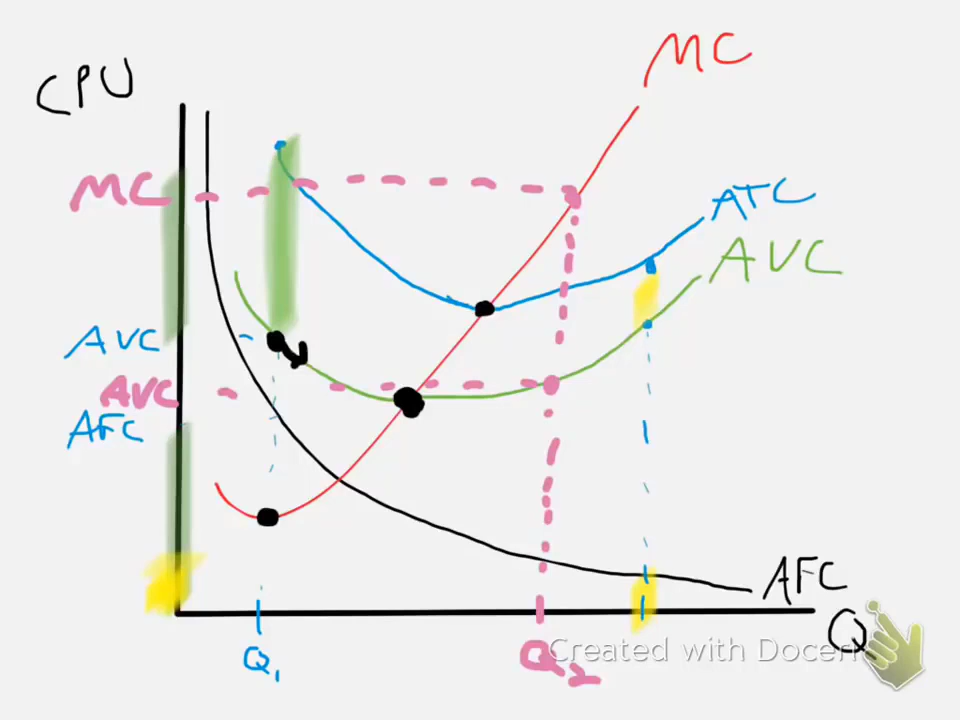 MC
CPU
MC
ATC
AVC
AVC
AVC
AFC
AFC
Q
Created with Doceri
Q1
Q2